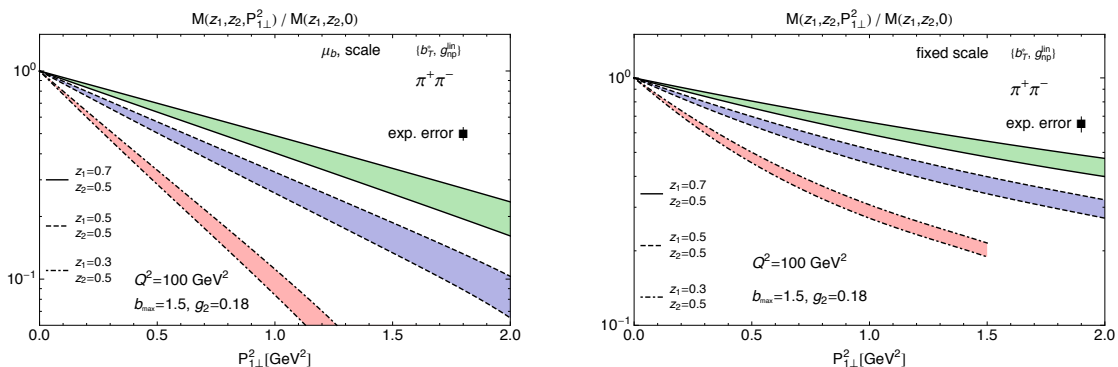 M(z₁,z₂,P²₁⊥) / M(z₁,z₂,0)
μb, scale {b*T, g^lin_np}
π⁺π⁻
exp. error
10⁰
z₁=0.7
z₂=0.5
z₁=0.5
z₂=0.5
z₁=0.3
z₂=0.5
Q²=100 GeV²
bmax=1.5, g₂=0.18
10⁻¹
0.0 0.5 1.0 1.5 2.0
P²₁⊥[GeV²]
M(z₁,z₂,P²₁⊥) / M(z₁,z₂,0)
fixed scale {b*T, g^lin_np}
π⁺π⁻
exp. error
10⁰
z₁=0.7
z₂=0.5
z₁=0.5
z₂=0.5
z₁=0.3
z₂=0.5
Q²=100 GeV²
bmax=1.5, g₂=0.18
10⁻¹
0.0 0.5 1.0 1.5 2.0
P²₁⊥[GeV²]